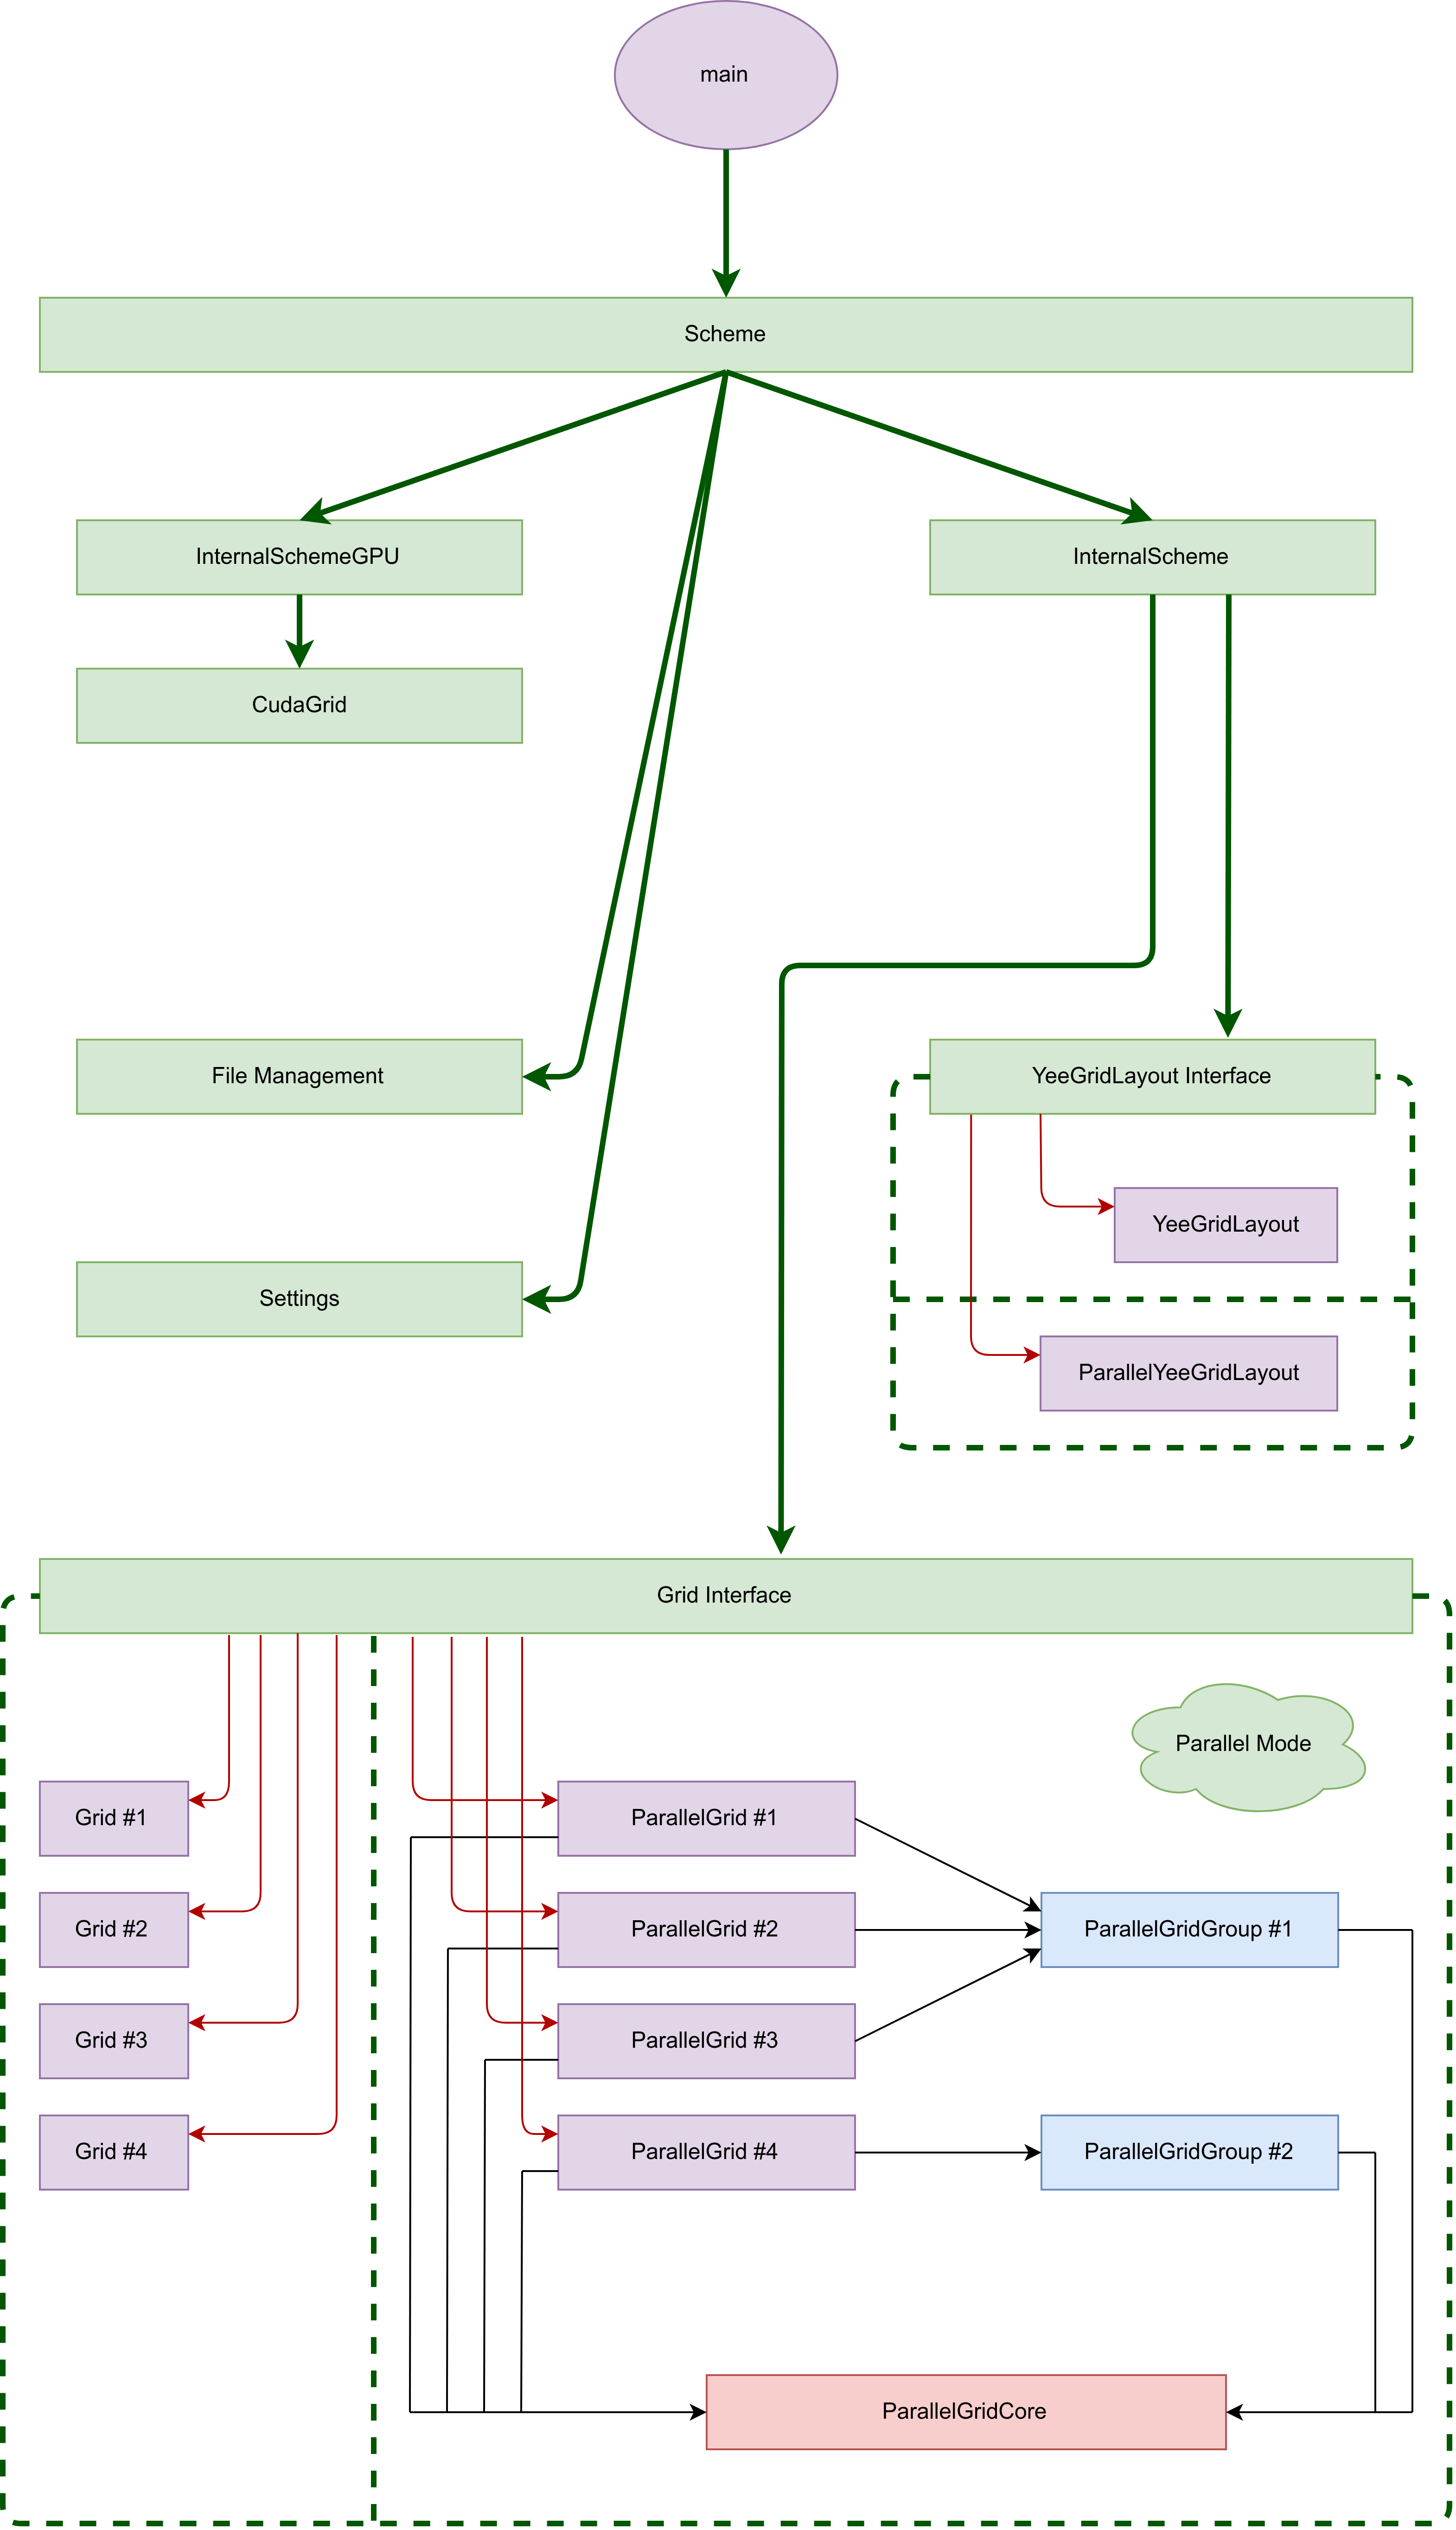 main
Scheme
InternalSchemeGPU
InternalScheme
CudaGrid
File Management
YeeGridLayout Interface
YeeGridLayout
Settings
ParallelYeeGridLayout
Grid Interface
Parallel Mode
Grid #1
ParallelGrid #1
Grid #2
ParallelGrid #2
ParallelGridGroup #1
Grid #3
ParallelGrid #3
Grid #4
ParallelGrid #4
ParallelGridGroup #2
ParallelGridCore